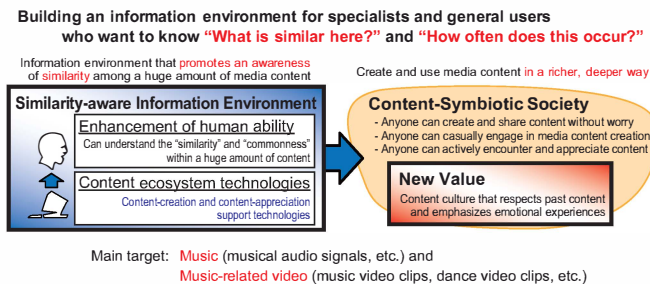 Building an information environment for specialists and general users
who want to know “What is similar here?” and “How often does this occur?”
Information environment that promotes an awareness
of similarity among a huge amount of media content
Similarity-aware Information Environment
Enhancement of human ability
Can understand the “similarity” and “commonness”
within a huge amount of content
Content ecosystem technologies
Content-creation and content-appreciation
support technologies
Create and use media content in a richer, deeper way
Content-Symbiotic Society
- Anyone can create and share content without worry
- Anyone can casually engage in media content creation
- Anyone can actively encounter and appreciate content
New Value
Content culture that respects past content
and emphasizes emotional experiences
Main target: Music (musical audio signals, etc.) and
Music-related video (music video clips, dance video clips, etc.)